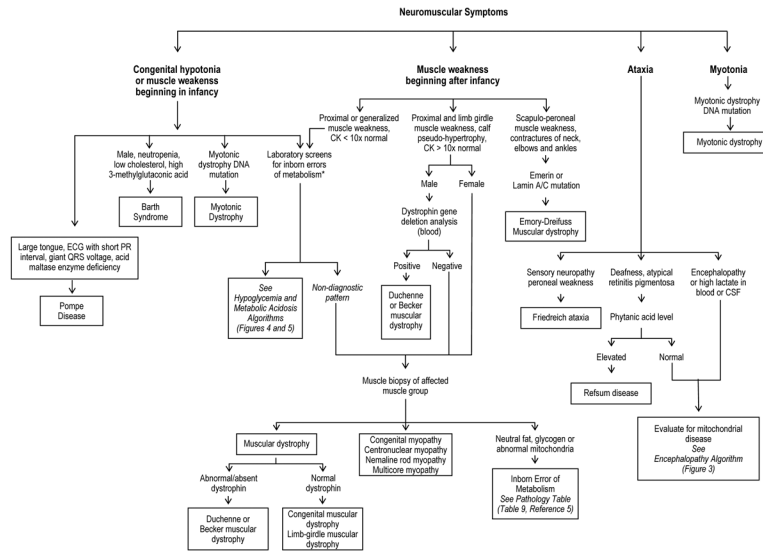 Neuromuscular Symptoms
Congenital hypotonia
or muscle weakenss
beginning in infancy
Muscle weakness
beginning after infancy
Ataxia
Myotonia
Myotonic dystrophy
DNA mutation
Myotonic dystrophy
Proximal or generalized
muscle weakness,
CK < 10x normal
Proximal and limb girdle
muscle weakness, calf
pseudo-hypertrophy,
CK > 10x normal
Scapulo-peroneal
muscle weakness,
contractures of neck,
elbows and ankles
Male, neutropenia,
low cholesterol, high
3-methylglutaconic acid
Myotonic
dystrophy DNA
mutation
Laboratory screens
for inborn errors
of metabolism*
Male
Female
Emerin or
Lamin A/C mutation
Barth
Syndrome
Myotonic
Dystrophy
Dystrophin gene
deletion analysis
(blood)
Emory-Dreifuss
Muscular dystrophy
Large tongue, ECG with short PR
interval, giant QRS voltage, acid
maltase enzyme deficiency
Pompe
Disease
See
Hypoglycemia and
Metabolic Acidosis
Algorithms
(Figures 4 and 5)
Non-diagnostic
pattern
Positive
Negative
Duchenne
or Becker
muscular
dystrophy
Sensory neuropathy
peroneal weakness
Deafness, atypical
retinitis pigmentosa
Encephalopathy
or high lactate in
blood or CSF
Friedreich ataxia
Phytanic acid level
Elevated
Normal
Refsum disease
Muscle biopsy of affected
muscle group
Evaluate for mitochondrial
disease
See
Encephalopathy Algorithm
(Figure 3)
Muscular dystrophy
Congenital myopathy
Centronuclear myopathy
Nemaline rod myopathy
Multicore myopathy
Neutral fat, glycogen or
abnormal mitochondria
Abnormal/absent
dystrophin
Normal
dystrophin
Inborn Error of
Metabolism
See Pathology Table
(Table 9, Reference 5)
Duchenne or
Becker muscular
dystrophy
Congenital muscular
dystrophy
Limb-girdle muscular
dystrophy